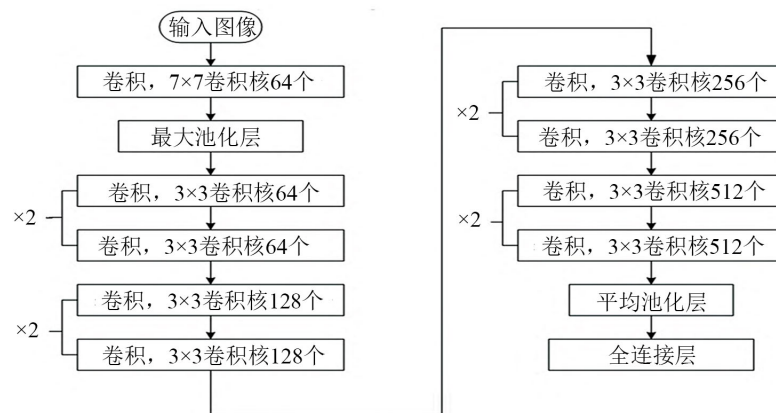 输入图像
卷积，7×7卷积核64个
最大池化层
×2
卷积，3×3卷积核64个
卷积，3×3卷积核64个
×2
卷积，3×3卷积核128个
卷积，3×3卷积核128个
×2
卷积，3×3卷积核256个
卷积，3×3卷积核256个
×2
卷积，3×3卷积核512个
卷积，3×3卷积核512个
平均池化层
全连接层